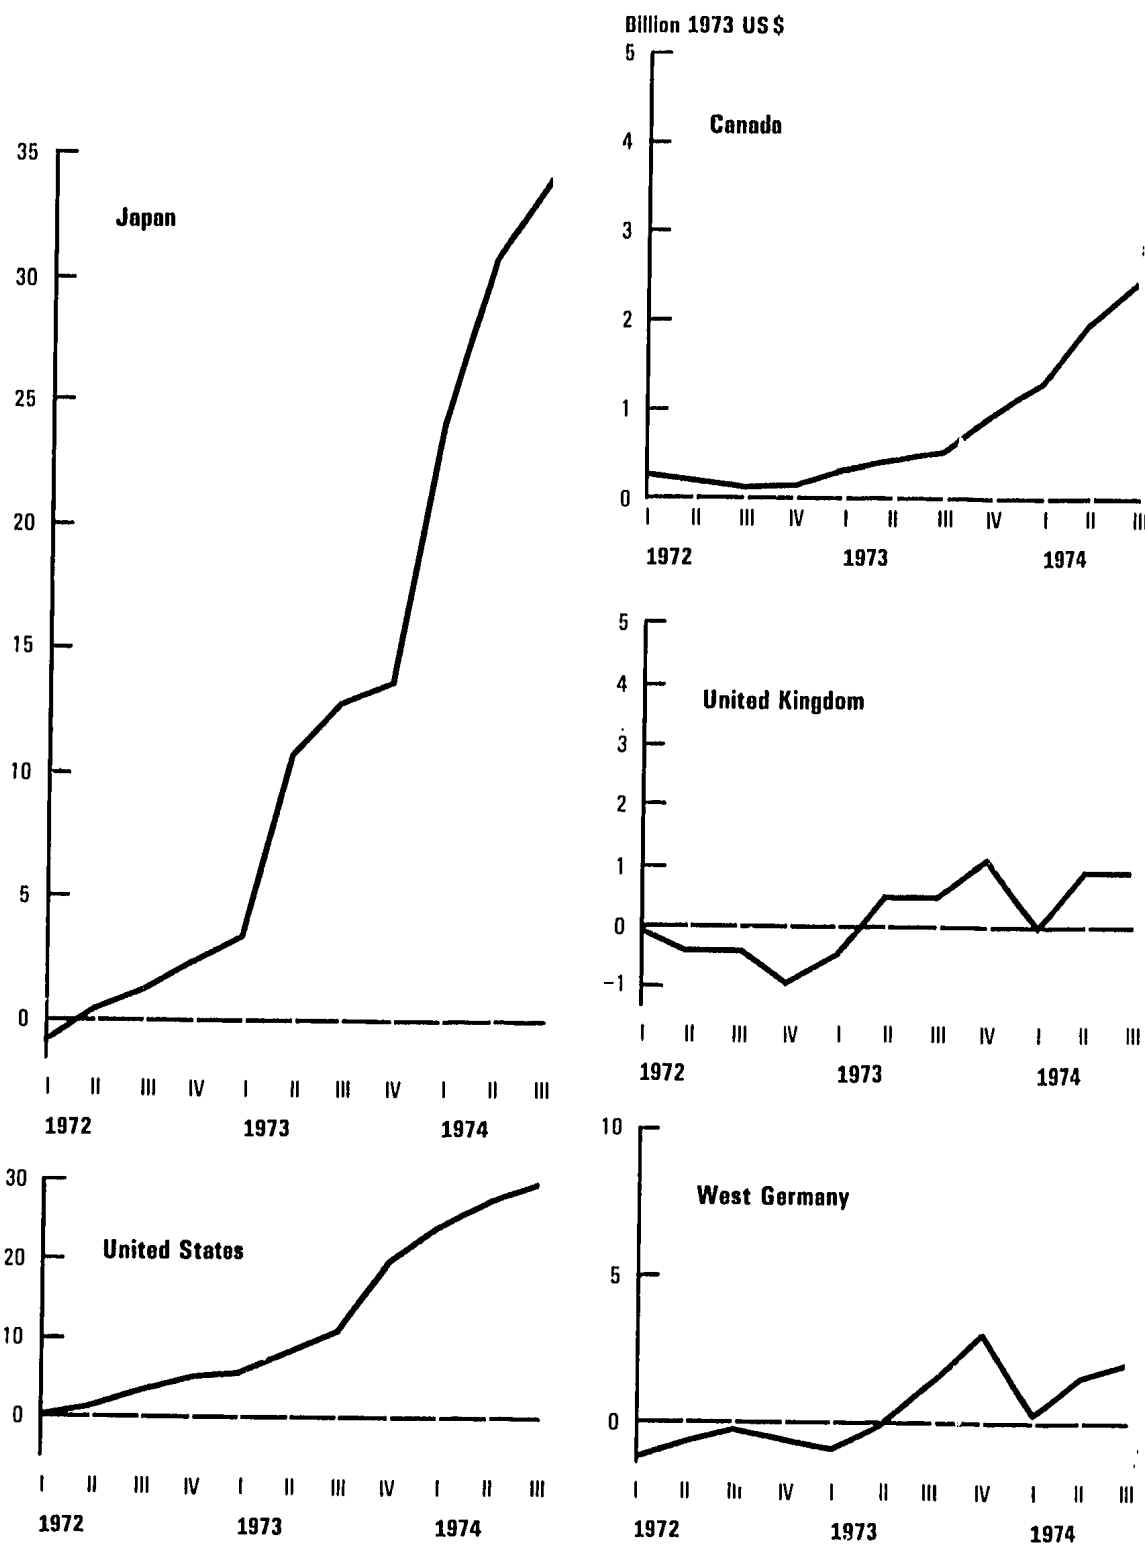 Japan
35
30
25
20
15
10
5
0
I II III IV I II III IV I II III
1972 1973 1974
Billion 1973 US $
Canada
5
4
3
2
1
0
I II III IV I II III IV I II III
1972 1973 1974
United Kingdom
5
4
3
2
1
0
-1
I II III IV I II III IV I II III
1972 1973 1974
United States
30
20
10
0
I II III IV I II III IV I II III
1972 1973 1974
West Germany
10
5
0
I II III IV I II III IV I II III
1972 1973 1974